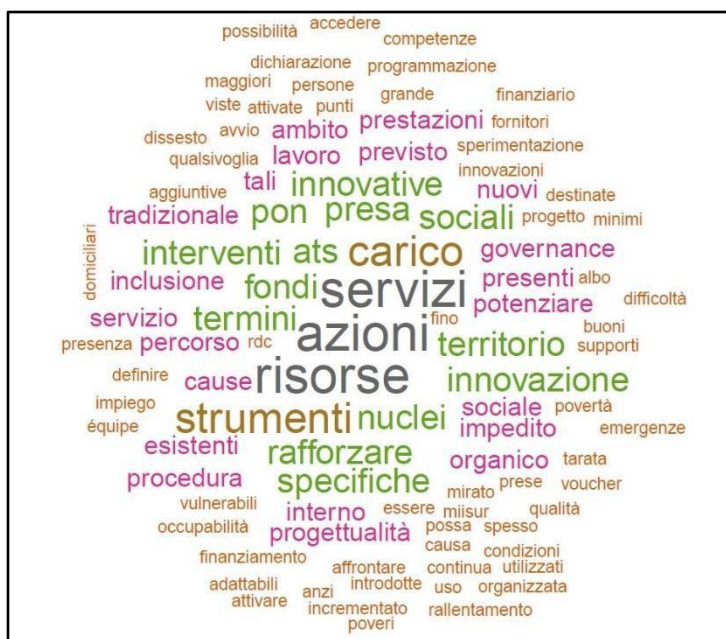 possibilità accedere
competenze
dichiarazione programmazione
maggiori persone grande finanziario
viste attivate punti prestazioni fornitori
dissesto avvio ambito sperimentazione
qualsivoglia lavoro previsto innovazioni
aggiuntive tali innovative nuovi destinate
tradizionale pon presa sociali progetto minimi
domiciliari
interventi ats carico governance
inclusione fondi servizi presenti albo
potenziare difficoltà
servizio termini azioni fino buoni
presenza percorso rdc territorio supporti
definire cause risorse innovazione
impiego strumenti nuclei sociale povertà
équipe impedito emergenze
esistenti rafforzare organico tarata
procedura specifiche mirato prese voucher
vulnerabili interno essere miisur qualità
occupabilità progettualità possa spesso
finanziamento causa condizioni
adattabili affrontare continua utilizzati
attivare anzi introdotte uso organizzata
incrementato rallentamento
poveri